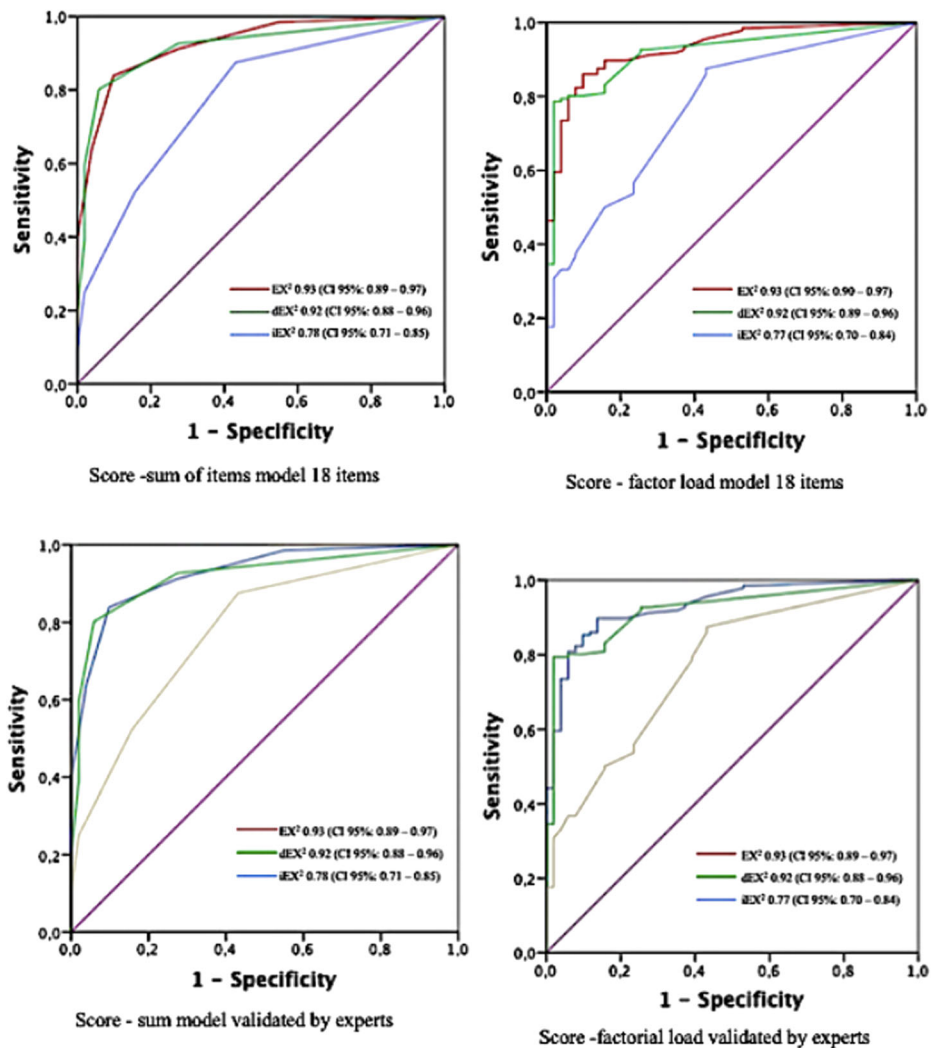 1,0
0,8
0,6
0,4
0,2
0,0
Sensitivity
EX² 0.93 (CI 95%: 0.89 – 0.97)
dEX² 0.92 (CI 95%: 0.88 – 0.96)
iEX² 0.78 (CI 95%: 0.71 – 0.85)
0,0 0,2 0,4 0,6 0,8 1,0
1 - Specificity
Score -sum of items model 18 items
1,0
0,8
0,6
0,4
0,2
0,0
Sensitivity
EX² 0.93 (CI 95%: 0.90 – 0.97)
dEX² 0.92 (CI 95%: 0.89 – 0.96)
iEX² 0.77 (CI 95%: 0.70 – 0.84)
0,0 0,2 0,4 0,6 0,8 1,0
1 - Specificity
Score - factor load model 18 items
1,0
0,8
0,6
0,4
0,2
0,0
Sensitivity
EX² 0.93 (CI 95%: 0.89 – 0.97)
dEX² 0.92 (CI 95%: 0.88 – 0.96)
iEX² 0.78 (CI 95%: 0.71 – 0.85)
0,0 0,2 0,4 0,6 0,8 1,0
1 - Specificity
Score - sum model validated by experts
1,0
0,8
0,6
0,4
0,2
0,0
Sensitivity
EX² 0.93 (CI 95%: 0.89 – 0.97)
dEX² 0.92 (CI 95%: 0.88 – 0.96)
iEX² 0.77 (CI 95%: 0.70 – 0.84)
0,0 0,2 0,4 0,6 0,8 1,0
1 - Specificity
Score -factorial load validated by experts